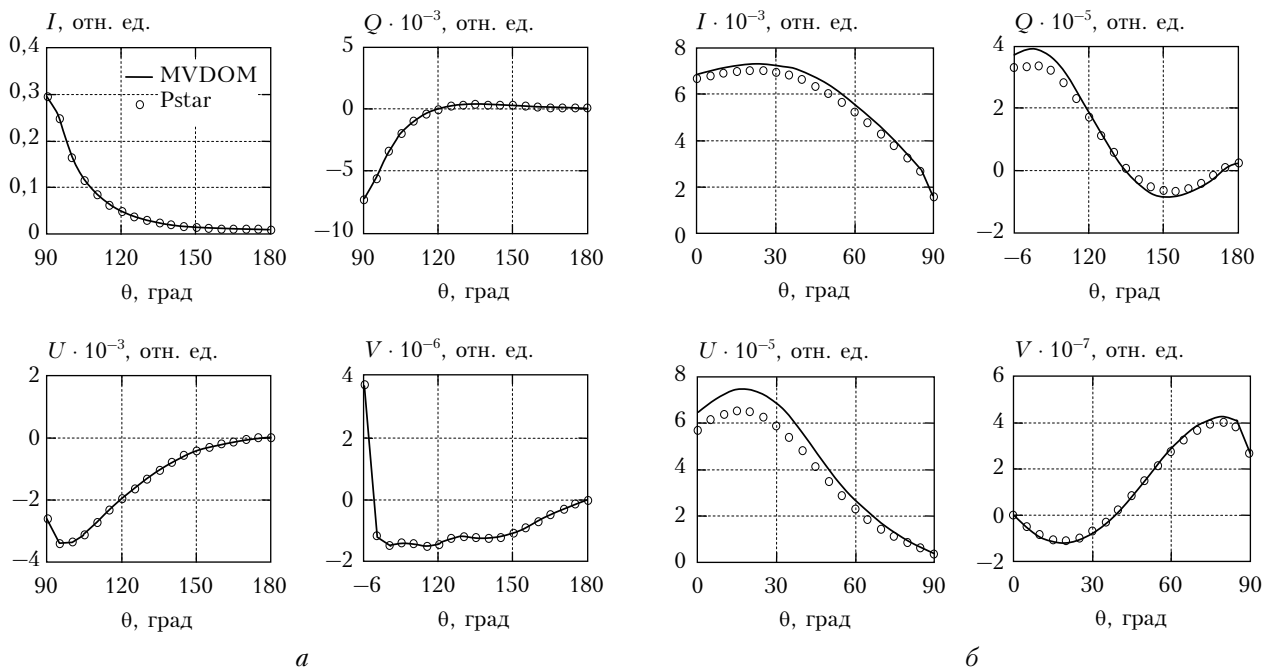 I, отн. ед.
0,4
0,3
0,2
0,1
0
90 120 150 180
θ, град
MVDOM
Pstar
Q · 10⁻³, отн. ед.
5
0
−5
−10
90 120 150 180
θ, град
I · 10⁻³, отн. ед.
8
6
4
2
0
0 30 60 90
θ, град
Q · 10⁻⁵, отн. ед.
4
2
0
−2
−6 120 150 180
θ, град
U · 10⁻³, отн. ед.
2
0
−2
−4
90 120 150 180
θ, град
V · 10⁻⁶, отн. ед.
4
2
0
−2
−6 120 150 180
θ, град
U · 10⁻⁵, отн. ед.
8
6
4
2
0
0 30 60 90
θ, град
V · 10⁻⁷, отн. ед.
6
4
2
0
−2
0 30 60 90
θ, град
а
б